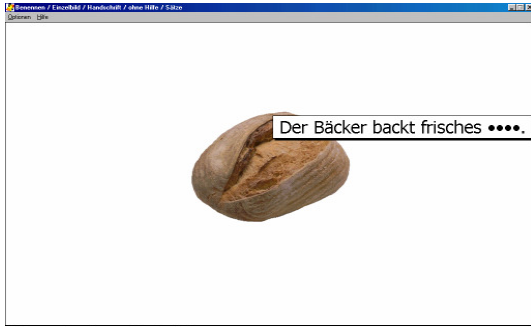 Benennen / Einzelbild / Handschrift / ohne Hilfe / Sätze
Optionen Hilfe
Der Bäcker backt frisches ••••.